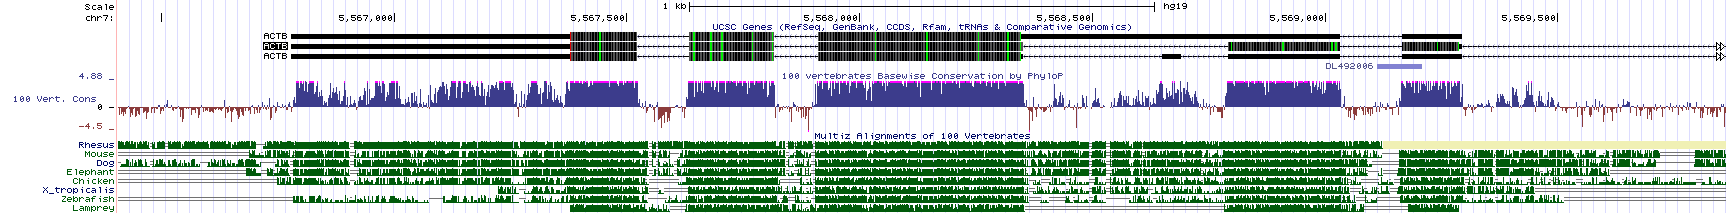 Scale 1 kb hg19
chr7: 5,567,000 5,567,500 5,568,000 5,568,500 5,569,000 5,569,500
UCSC Genes (RefSeq, GenBank, CCDS, Rfam, tRNAs & Comparative Genomics)
ACTB
ACTB
ACTB
DL492006
100 vertebrates Basewise Conservation by PhyloP
4.88 _
100 Vert. Cons
0 -
-4.5 _
Multiz Alignments of 100 Vertebrates
Rhesus
Mouse
Dog
Elephant
Chicken
X_tropicalis
Zebrafish
Lamprey